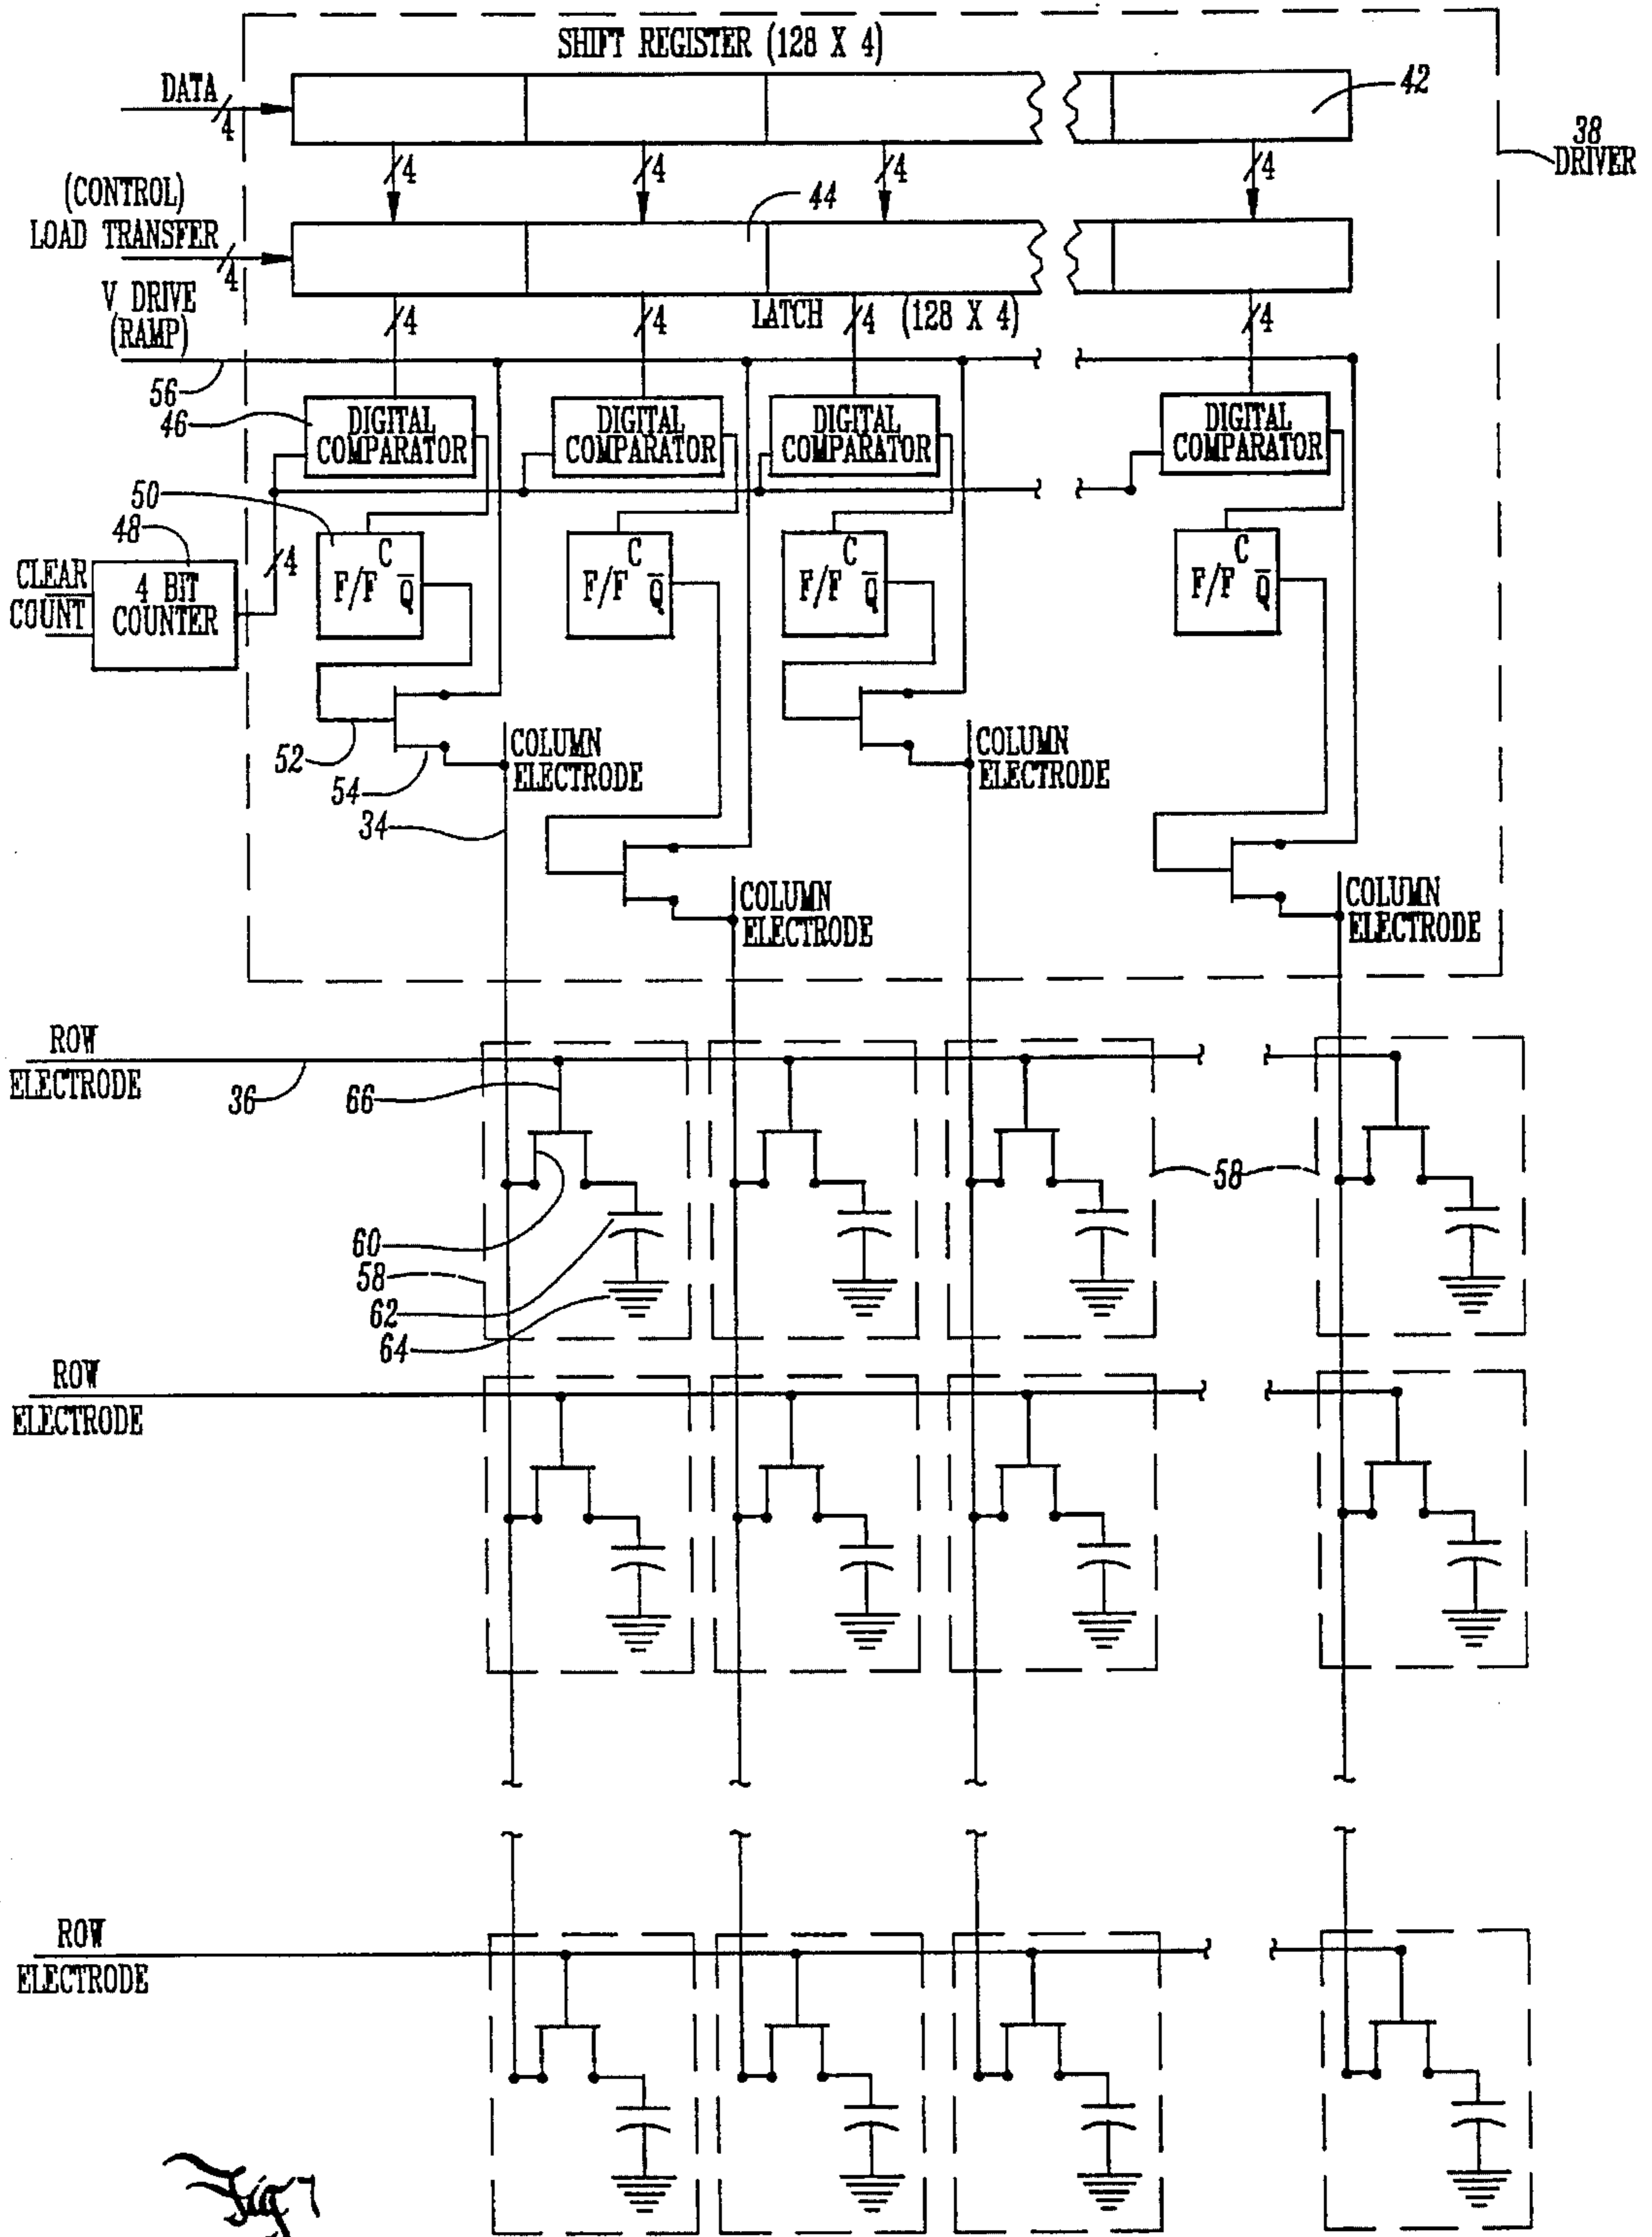 SHIFT REGISTER (128 X 4)
DATA
4
42
38
DRIVER
4 4 4 4
(CONTROL)
LOAD TRANSFER
4
44
V DRIVE
(RAMP)
4 4 LATCH 4 (128 X 4) 4
56
46
DIGITAL
COMPARATOR
DIGITAL
COMPARATOR
DIGITAL
COMPARATOR
DIGITAL
COMPARATOR
50
48
CLEAR
COUNT
4 BIT
COUNTER
4
C
F/F Q̅
C
F/F Q̅
C
F/F Q̅
C
F/F Q̅
52
54
34
COLUMN
ELECTRODE
COLUMN
ELECTRODE
COLUMN
ELECTRODE
COLUMN
ELECTRODE
ROW
ELECTRODE
36
66
58
60
58
62
64
ROW
ELECTRODE
ROW
ELECTRODE
Fig 7